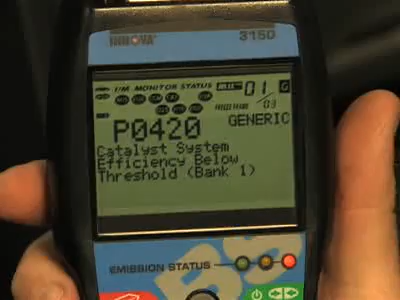 INNOVA
3150
I/M MONITOR STATUS
01
G
03
P0420
GENERIC
Catalyst System
Efficiency Below
Threshold (Bank 1)
EMISSION STATUS